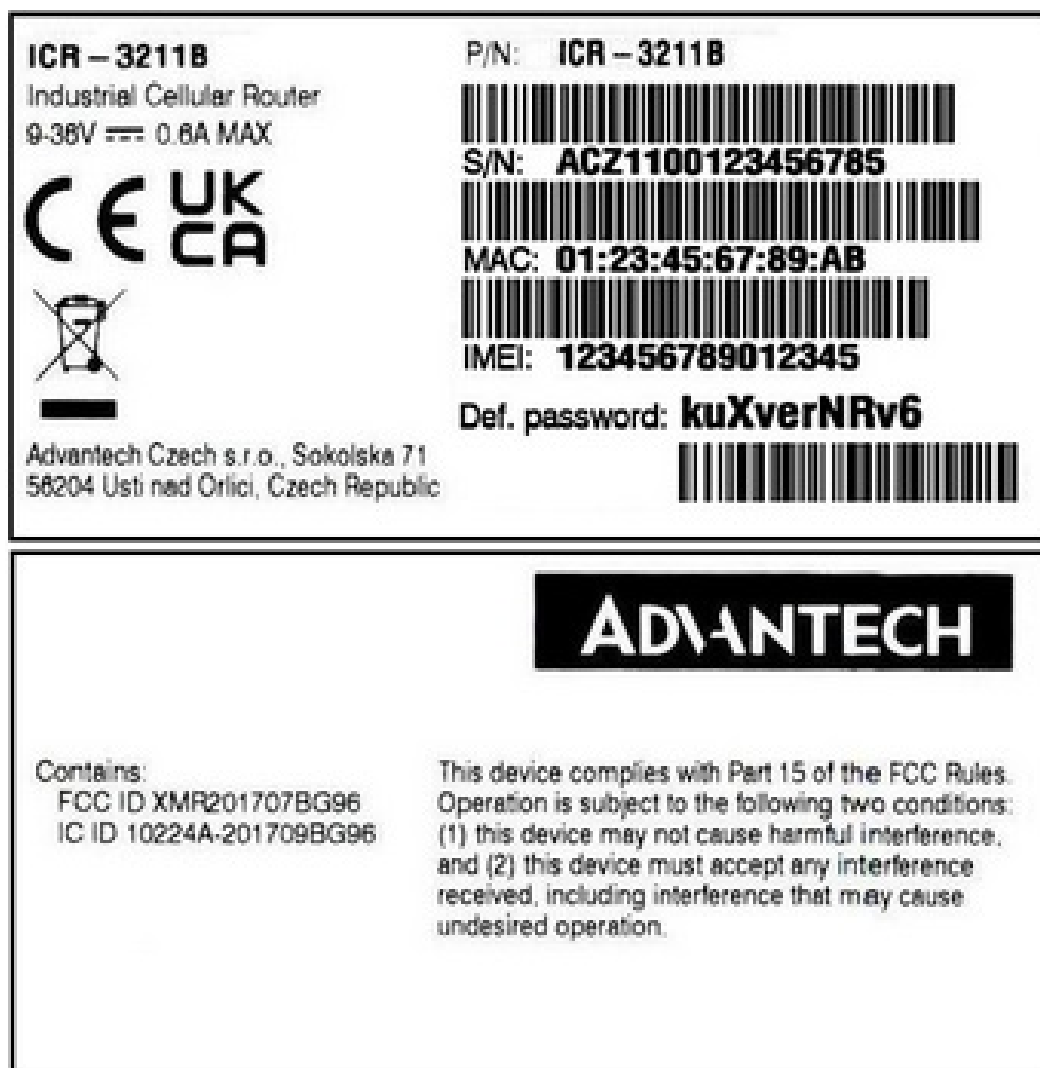 ICR – 3211B
Industrial Cellular Router
9-36V 0.6A MAX
CE UK
CA
Advantech Czech s.r.o., Sokolska 71
56204 Usti nad Orlici, Czech Republic
P/N: ICR – 3211B
S/N: ACZ1100123456785
MAC: 01:23:45:67:89:AB
IMEI: 123456789012345
Def. password: kuXverNRv6
ADVANTECH
Contains:
FCC ID XMR201707BG96
IC ID 10224A-201709BG96
This device complies with Part 15 of the FCC Rules.
Operation is subject to the following two conditions:
(1) this device may not cause harmful interference,
and (2) this device must accept any interference
received, including interference that may cause
undesired operation.